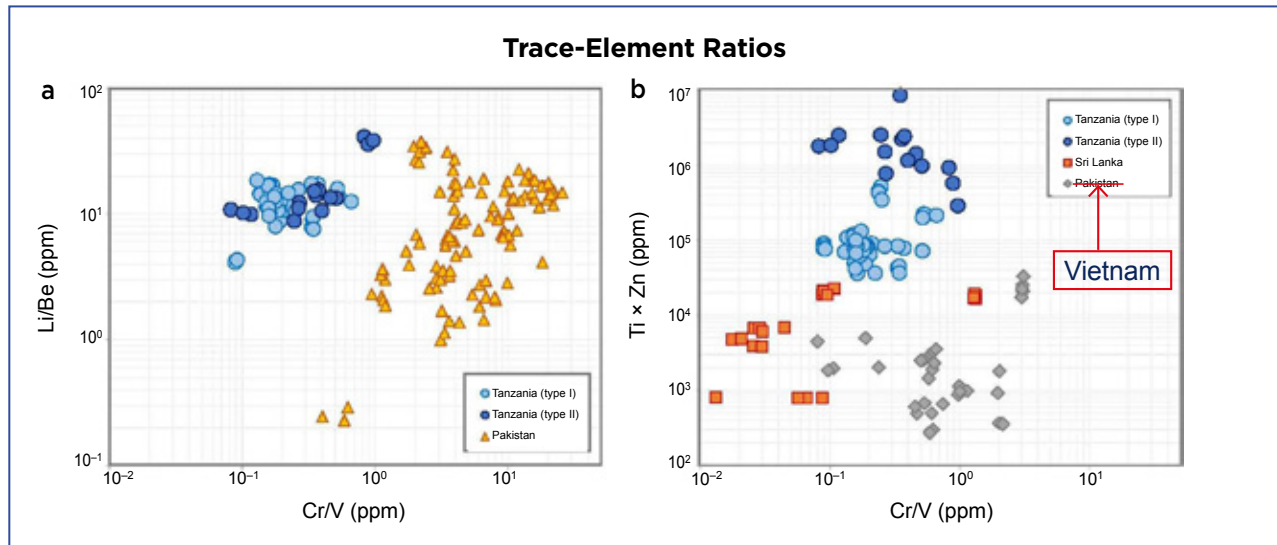 Trace-Element Ratios
a
10²
10¹
10⁰
10⁻¹
Li/Be (ppm)
10⁻²
10⁻¹
10⁰
10¹
Cr/V (ppm)
Tanzania (type I)
Tanzania (type II)
Pakistan
b
10⁷
10⁶
10⁵
10⁴
10³
10²
Ti × Zn (ppm)
10⁻²
10⁻¹
10⁰
10¹
Cr/V (ppm)
Tanzania (type I)
Tanzania (type II)
Sri Lanka
Pakistan
Vietnam